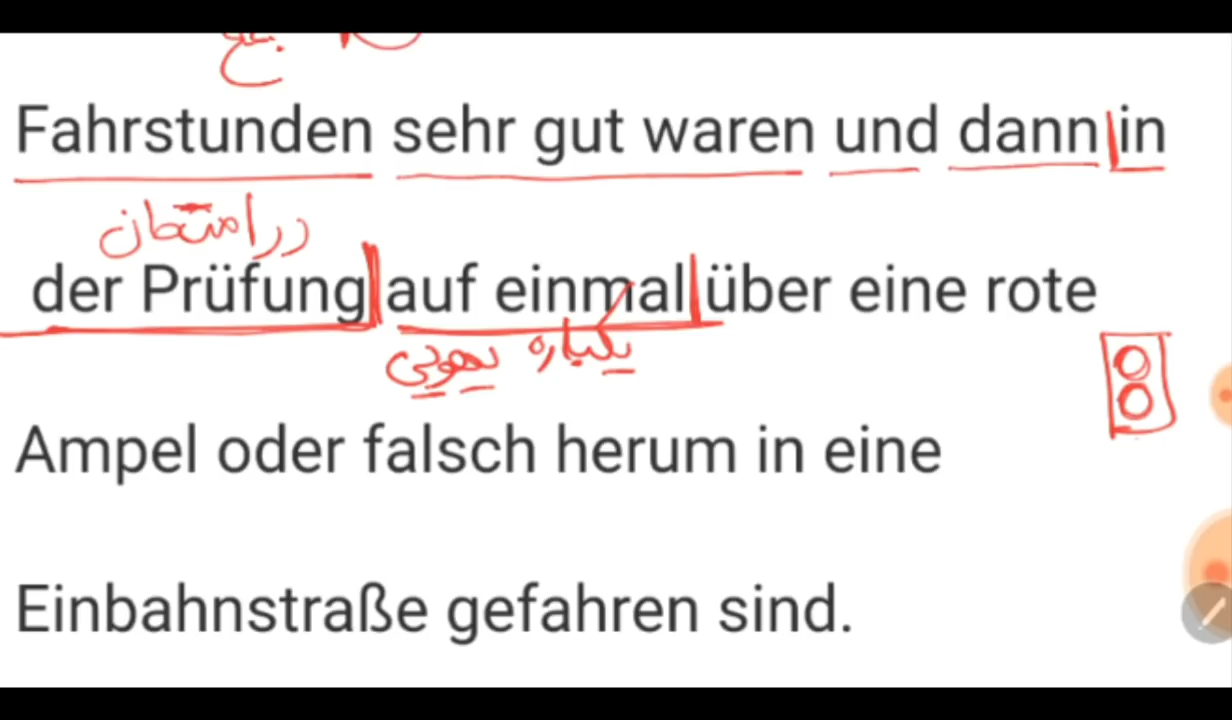 Fahrstunden sehr gut waren und dann in
در امتحان
der Prüfung auf einmal über eine rote
یکباره یهویی
Ampel oder falsch herum in eine
Einbahnstraße gefahren sind.